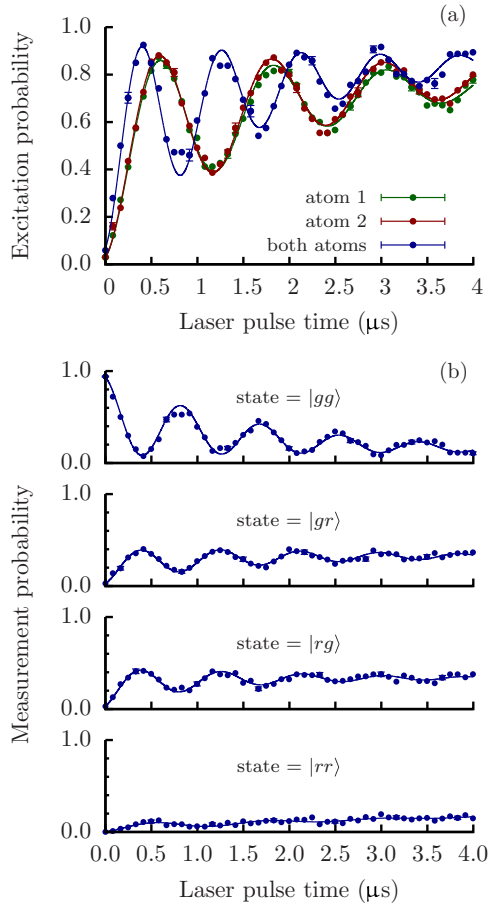 (a)
Excitation probability
1.0
0.8
0.6
0.4
0.2
0.0
atom 1
atom 2
both atoms
0 0.5 1 1.5 2 2.5 3 3.5 4
Laser pulse time (μs)
(b)
Measurement probability
1.0
0.0
state = |gg⟩
1.0
0.0
state = |gr⟩
1.0
0.0
state = |rg⟩
1.0
0.0
state = |rr⟩
0.0 0.5 1.0 1.5 2.0 2.5 3.0 3.5 4.0
Laser pulse time (μs)